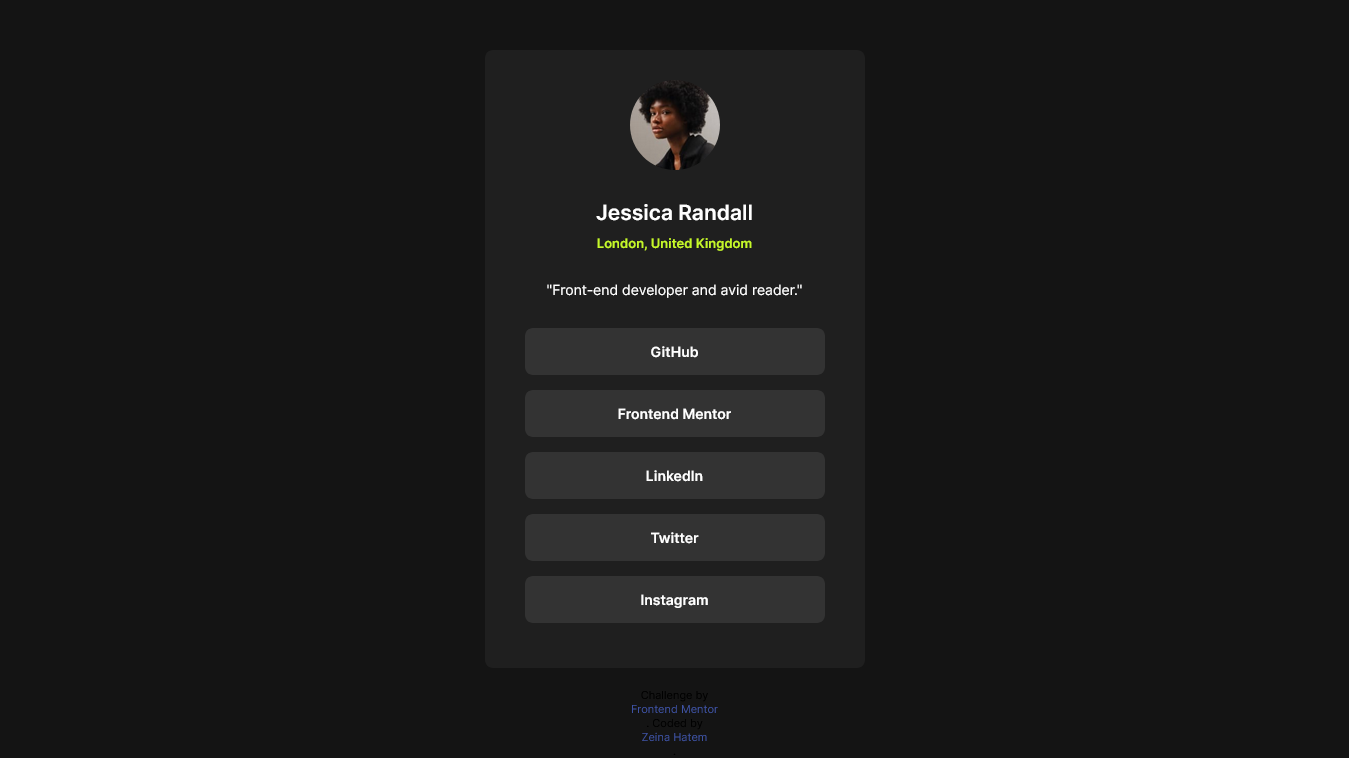 Jessica Randall
London, United Kingdom
"Front-end developer and avid reader."
GitHub
Frontend Mentor
LinkedIn
Twitter
Instagram
Challenge by
Frontend Mentor
. Coded by
Zeina Hatem
.